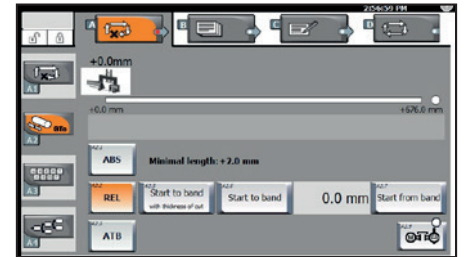 2:56:59 PM
A B C D
+0.0mm
A1
+0.0 mm +676.0 mm
A2
ABS Minimal length: +2.0 mm
A3
REL Start to band Start to band 0.0 mm Start from band
with thickness of cut
A4
ATB